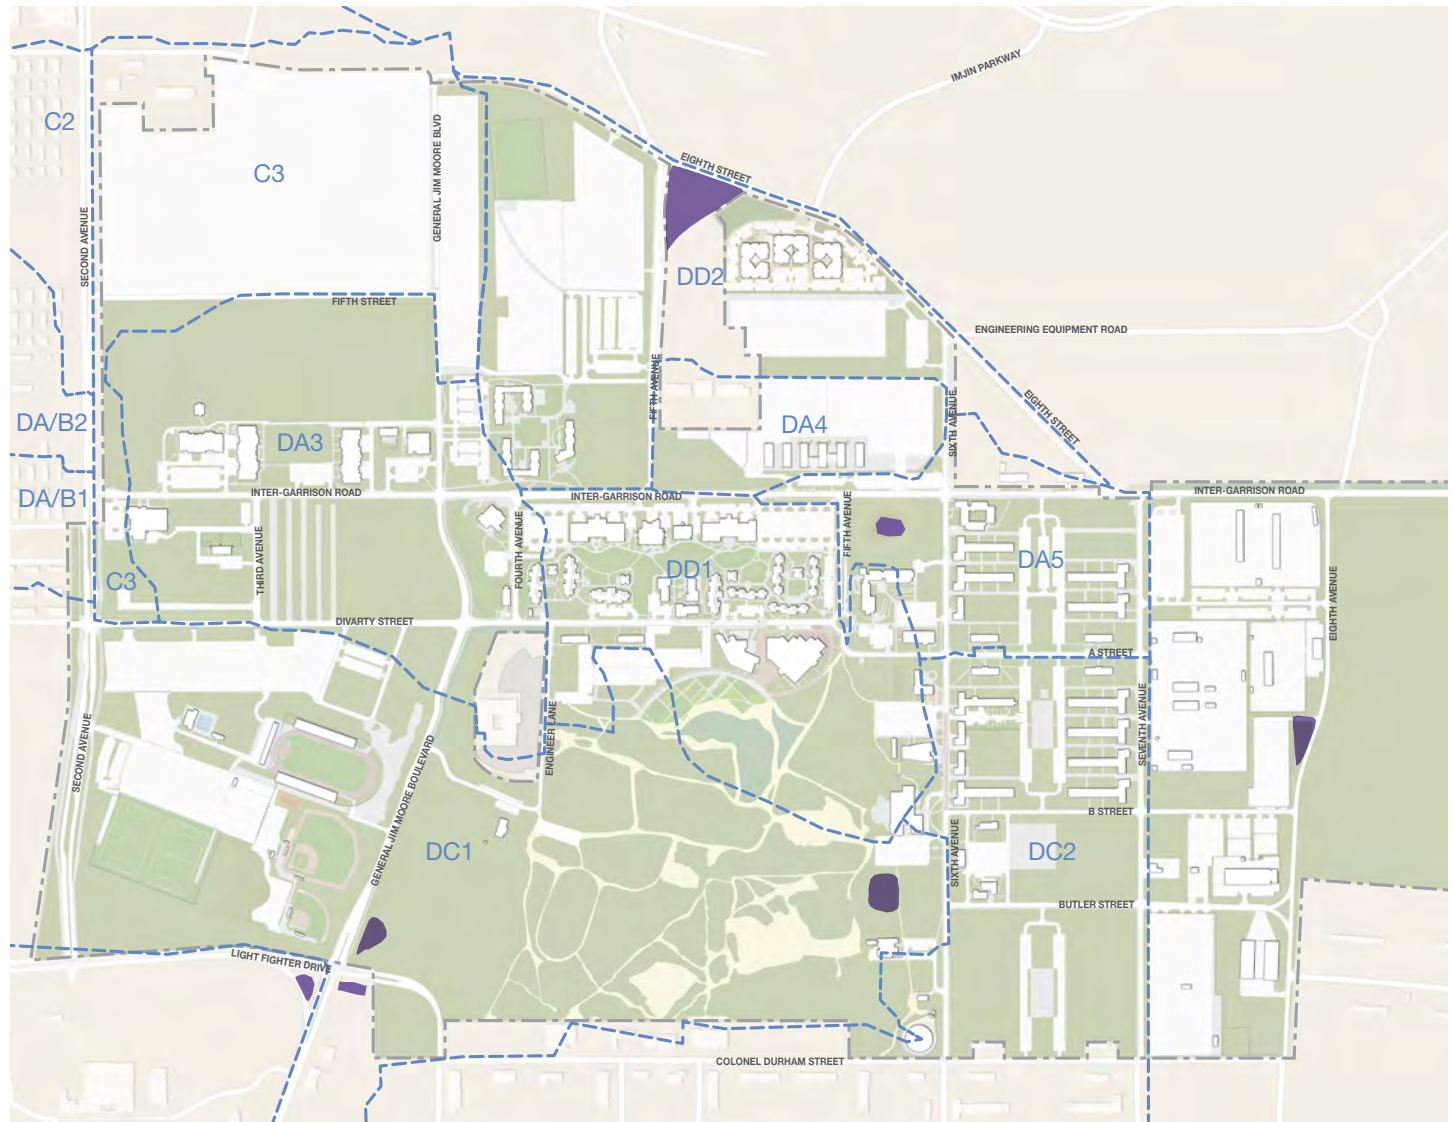 IMJIN PARKWAY
C2
C3
GENERAL JIM MOORE BLVD
EIGHTH STREET
SECOND AVENUE
DD2
FIFTH STREET
ENGINEERING EQUIPMENT ROAD
FIFTH AVENUE
EIGHTH STREET
SIXTH AVENUE
DA/B2
DA3
DA4
DA/B1
INTER-GARRISON ROAD
INTER-GARRISON ROAD
INTER-GARRISON ROAD
THIRD AVENUE
FOURTH AVENUE
FIFTH AVENUE
C3
DD1
DA5
EIGHTH AVENUE
DIVARTY STREET
A STREET
SECOND AVENUE
ENGINEER LANE
SEVENTH AVENUE
GENERAL JIM MOORE BOULEVARD
B STREET
DC1
SIXTH AVENUE
DC2
BUTLER STREET
LIGHT FIGHTER DRIVE
COLONEL DURHAM STREET